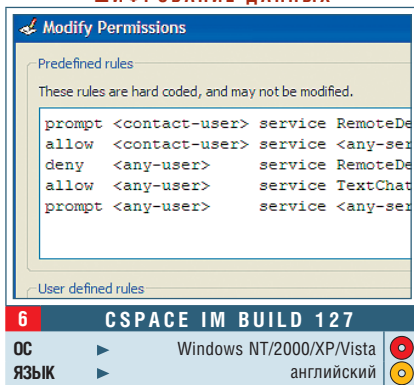 ШИФРОВАНИЕ ДАННЫХ
Modify Permissions
Predefined rules
These rules are hard coded, and may not be modified.
prompt <contact-user> service RemoteDe
allow <contact-user> service <any-ser
deny <any-user> service RemoteDe
allow <any-user> service TextChat
prompt <any-user> service <any-ser
User defined rules
6 CSPACE IM BUILD 127
ОС ► Windows NT/2000/XP/Vista
ЯЗЫК ► английский